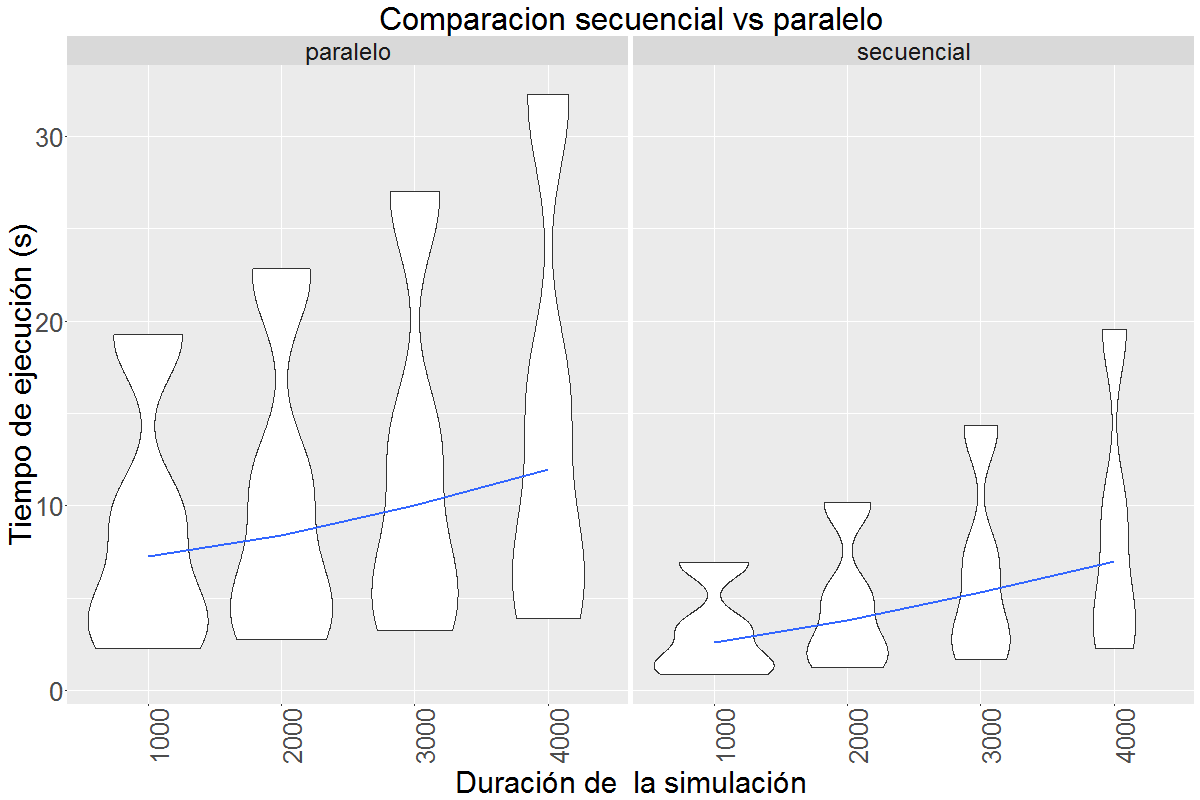 Comparacion secuencial vs paralelo
paralelo
secuencial
Tiempo de ejecución (s)
30
20
10
0
1000
2000
3000
4000
1000
2000
3000
4000
Duración de  la simulación